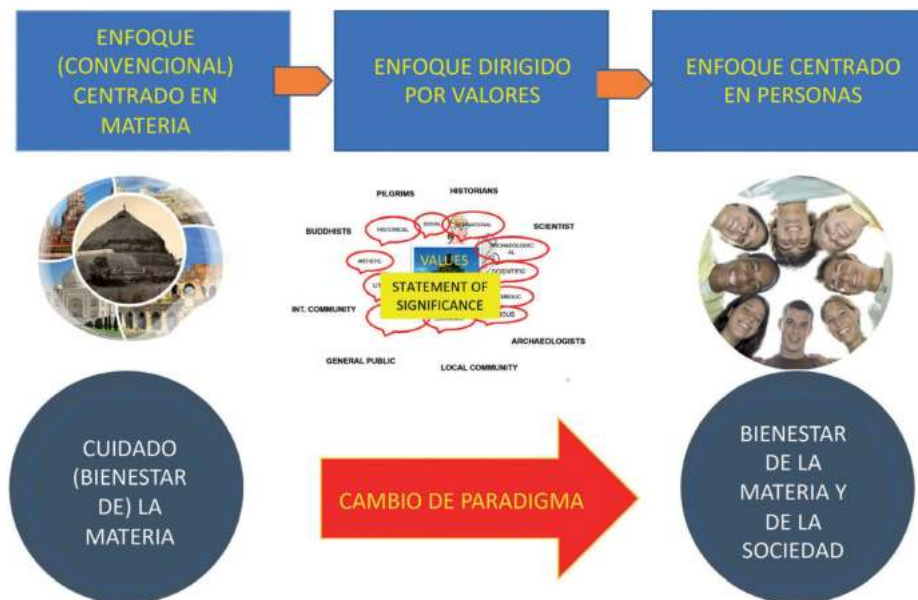 ENFOQUE
(CONVENCIONAL)
CENTRADO EN
MATERIA
ENFOQUE DIRIGIDO
POR VALORES
ENFOQUE CENTRADO
EN PERSONAS
PILGRIMS
HISTORIANS
BUDDHISTS
SCIENTIST
HISTORICAL
SOCIAL
ARTISTIC
VALUES
STATEMENT OF
SIGNIFICANCE
INT. COMMUNITY
ARCHAEOLOGISTS
GENERAL PUBLIC
LOCAL COMMUNITY
CUIDADO
(BIENESTAR
DE) LA
MATERIA
CAMBIO DE PARADIGMA
BIENESTAR
DE LA
MATERIA Y
DE LA
SOCIEDAD